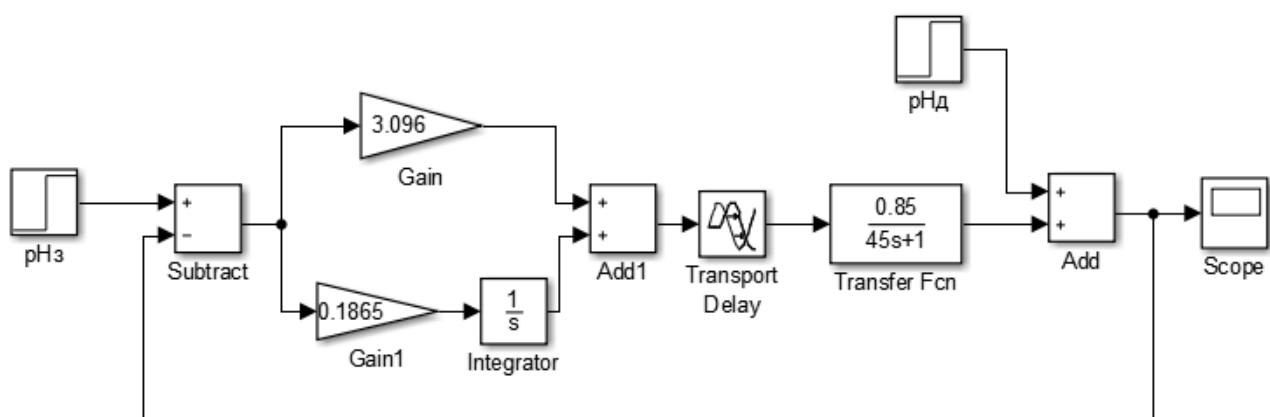 pHд
3.096
Gain
pHз
+
−
Subtract
0.1865
Gain1
1
s
Integrator
+
+
Add1
Transport
Delay
0.85
45s+1
Transfer Fcn
+
+
Add
Scope